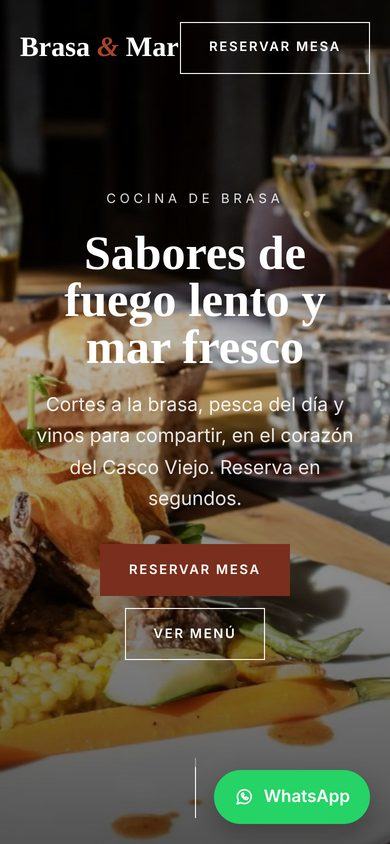 Brasa & Mar
RESERVAR MESA
COCINA DE BRASA
Sabores de
fuego lento y
mar fresco
Cortes a la brasa, pesca del día y
vinos para compartir, en el corazón
del Casco Viejo. Reserva en
segundos.
RESERVAR MESA
VER MENÚ
WhatsApp